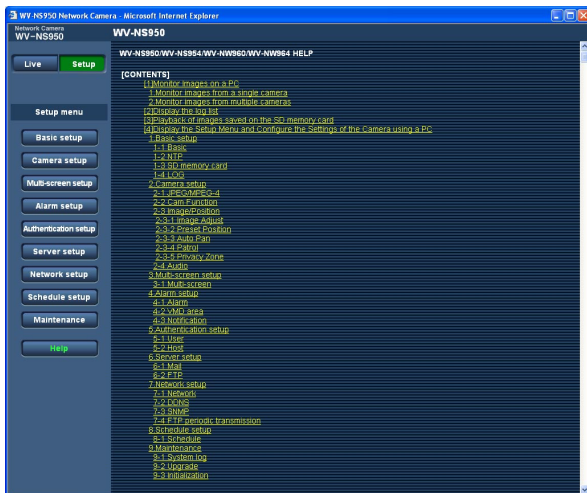 WV-NS950 Network Camera - Microsoft Internet Explorer
Network Camera
WV-NS950
WV-NS950
Live
Setup
Setup menu
Basic setup
Camera setup
Multi-screen setup
Alarm setup
Authentication setup
Server setup
Network setup
Schedule setup
Maintenance
Help
WV-NS950/WV-NS954/WV-NW960/WV-NW964 HELP
[CONTENTS]
[1]Monitor Images on a PC
1.Monitor images from a single camera
2.Monitor images from multiple cameras
[2]Display the log list
[3]Playback of images saved on the SD memory card
[4]Display the Setup Menu and Configure the Settings of the Camera using a PC
1.Basic setup
1-1 Basic
1-2 NTP
1-3 SD memory card
1-4 LOG
2.Camera setup
2-1 JPEG/MPEG-4
2-2 Cam Function
2-3 Image/Position
2-3-1 Image Adjust
2-3-2 Preset Position
2-3-3 Auto Pan
2-3-4 Patrol
2-3-5 Privacy Zone
2-4 Audio
3.Multi-screen setup
3-1 Multi-screen
4.Alarm setup
4-1 Alarm
4-2 VMD area
4-3 Notification
5.Authentication setup
5-1 User
5-2 Host
6.Server setup
6-1 Mail
6-2 FTP
7.Network setup
7-1 Network
7-2 DDNS
7-3 SNMP
7-4 FTP periodic transmission
8.Schedule setup
8-1 Schedule
9.Maintenance
9-1 System log
9-2 Upgrade
9-3 Initialization